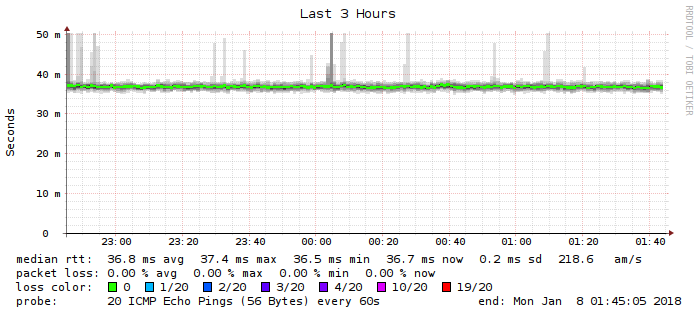 Last 3 Hours
RRDTOOL / TOBI OETIKER
Seconds
50 m
40 m
30 m
20 m
10 m
0
23:00 23:20 23:40 00:00 00:20 00:40 01:00 01:20 01:40
median rtt: 36.8 ms avg 37.4 ms max 36.5 ms min 36.7 ms now 0.2 ms sd 218.6 am/s
packet loss: 0.00 % avg 0.00 % max 0.00 % min 0.00 % now
loss color: 0 1/20 2/20 3/20 4/20 10/20 19/20
probe: 20 ICMP Echo Pings (56 Bytes) every 60s end: Mon Jan 8 01:45:05 2018